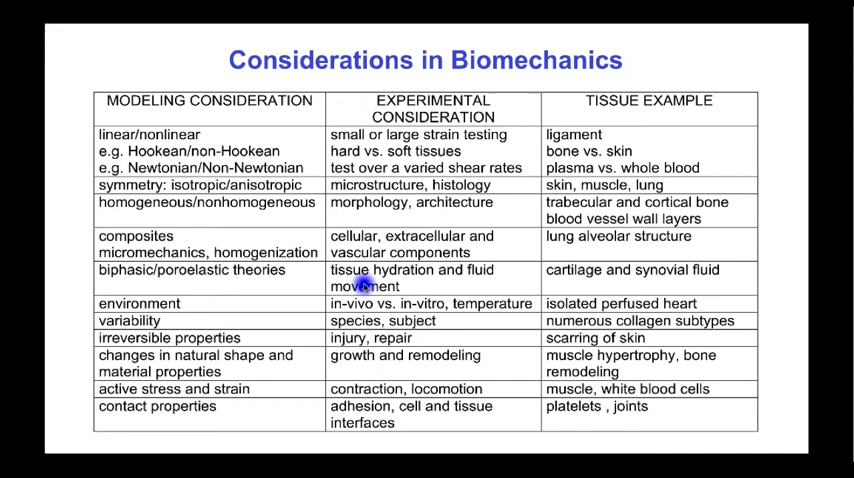 Considerations in Biomechanics
MODELING CONSIDERATION
EXPERIMENTAL
CONSIDERATION
TISSUE EXAMPLE
linear/nonlinear
e.g. Hookean/non-Hookean
e.g. Newtonian/Non-Newtonian
small or large strain testing
hard vs. soft tissues
test over a varied shear rates
ligament
bone vs. skin
plasma vs. whole blood
symmetry: isotropic/anisotropic
microstructure, histology
skin, muscle, lung
homogeneous/nonhomogeneous
morphology, architecture
trabecular and cortical bone
blood vessel wall layers
composites
micromechanics, homogenization
cellular, extracellular and
vascular components
lung alveolar structure
biphasic/poroelastic theories
tissue hydration and fluid
movement
cartilage and synovial fluid
environment
in-vivo vs. in-vitro, temperature
isolated perfused heart
variability
species, subject
numerous collagen subtypes
irreversible properties
injury, repair
scarring of skin
changes in natural shape and
material properties
growth and remodeling
muscle hypertrophy, bone
remodeling
active stress and strain
contraction, locomotion
muscle, white blood cells
contact properties
adhesion, cell and tissue
interfaces
platelets , joints